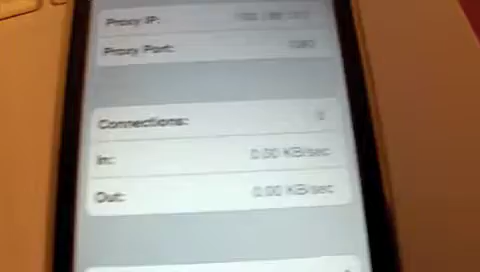 Proxy IP:
Proxy Port:
Connections:
In: 0.00 KB/sec
Out: 0.00 KB/sec